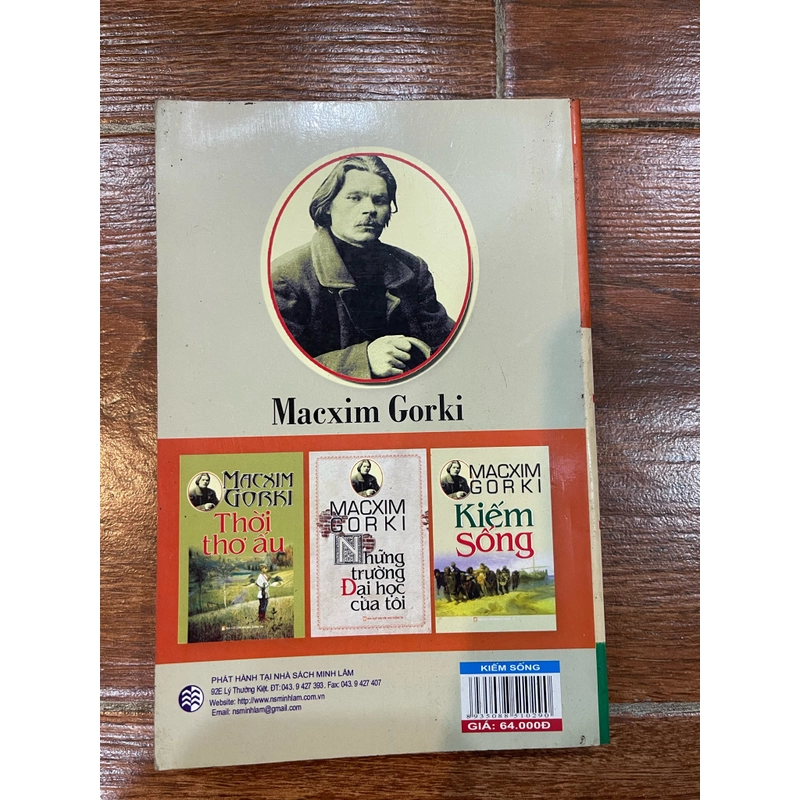 Macxim Gorki
MACXIM
GORKI
Thời
thơ ấu
MACXIM
GORKI
Những
trường
Đại học
của tôi
MACXIM
GORKI
Kiếm
Sống
PHÁT HÀNH TẠI NHÀ SÁCH MINH LÂM
92E Lý Thường Kiệt. ĐT: 043. 9 427 393. Fax: 043. 9 427 407
Website: http://www.nsminhlam.com.vn
Email: nsminhlam@gmail.com
KIẾM SỐNG
8935088510290
GIÁ: 64.000Đ